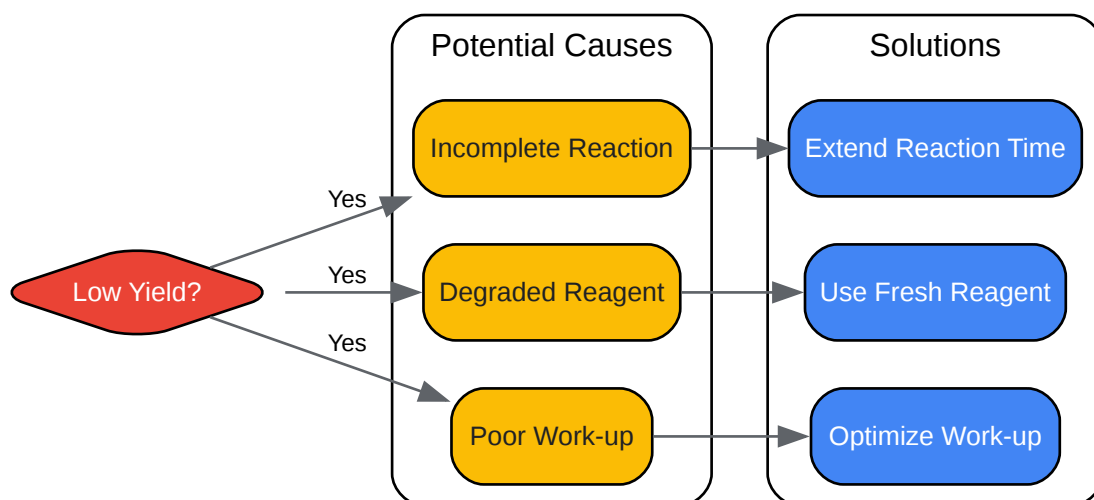 Potential Causes
Solutions
Incomplete Reaction
Extend Reaction Time
Yes
Low Yield?
Yes
Degraded Reagent
Use Fresh Reagent
Yes
Poor Work-up
Optimize Work-up